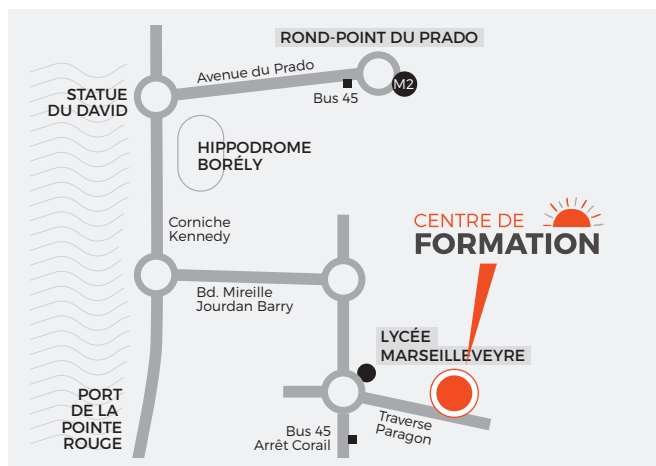 ROND-POINT DU PRADO
Avenue du Prado
M2
Bus 45
STATUE
DU DAVID
HIPPODROME
BORÉLY
Corniche
Kennedy
CENTRE DE
FORMATION
Bd. Mireille
Jourdan Barry
LYCÉE
MARSEILLEVEYRE
PORT
DE LA
POINTE
ROUGE
Traverse
Paragon
Bus 45
Arrêt Corail